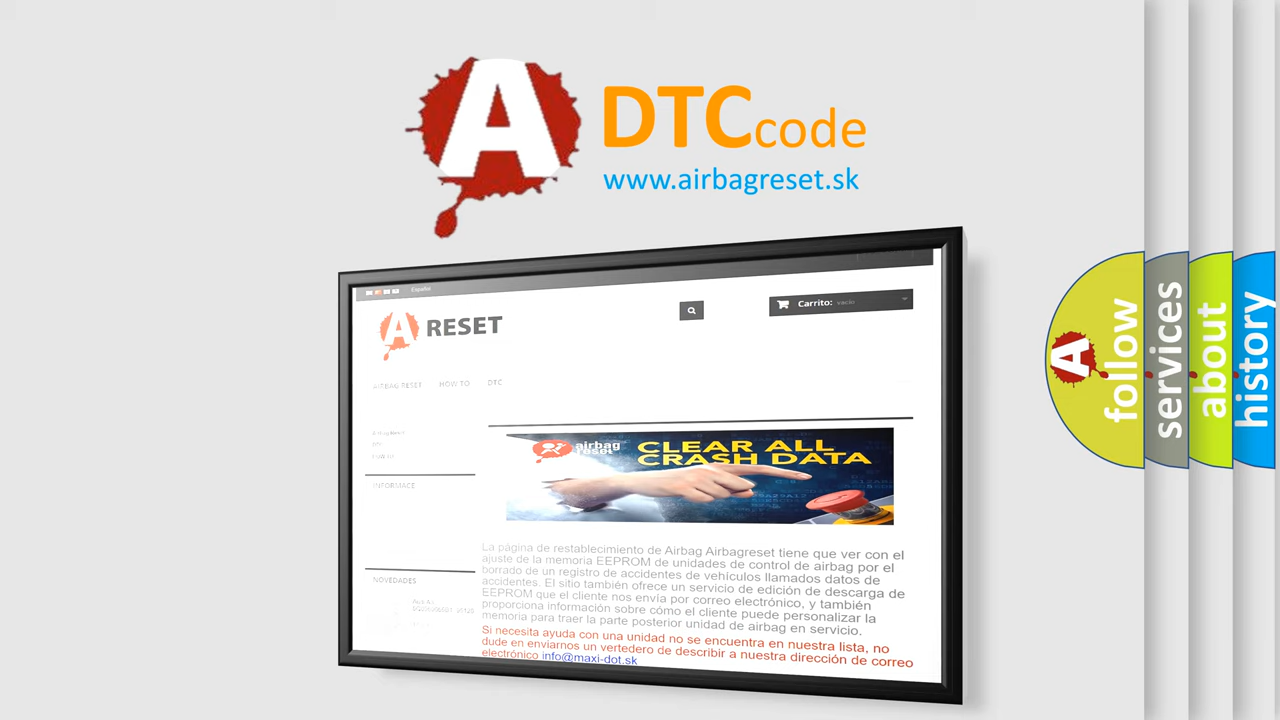 A DTCcode
www.airbagreset.sk
Español
A RESET
Carrito: vacío
AIRBAG RESET HOW TO DTC
INFORMACE
NOVEDADES
airbag
reset
CLEAR ALL
CRASH DATA
La página de restablecimiento de Airbag Airbagreset tiene que ver con el
ajuste de la memoria EEPROM de unidades de control de airbag por el
borrado de un registro de accidentes de vehículos llamados datos de
accidentes. El sitio también ofrece un servicio de edición de descarga de
EEPROM que el cliente nos envía por correo electrónico, y también
proporciona información sobre cómo el cliente puede personalizar la
memoria para traer la parte posterior unidad de airbag en servicio.
Si necesita ayuda con una unidad no se encuentra en nuestra lista, no
dude en enviarnos un vertedero de describir a nuestra dirección de correo
electrónico info@maxi-dot.sk
A
follow
services
about
history